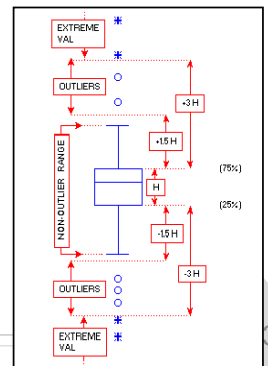 EXTREME
VAL
OUTLIERS
+3 H
+1.5 H
NON-OUTLIER RANGE
(75%)
H
(25%)
-1.5 H
-3 H
OUTLIERS
EXTREME
VAL